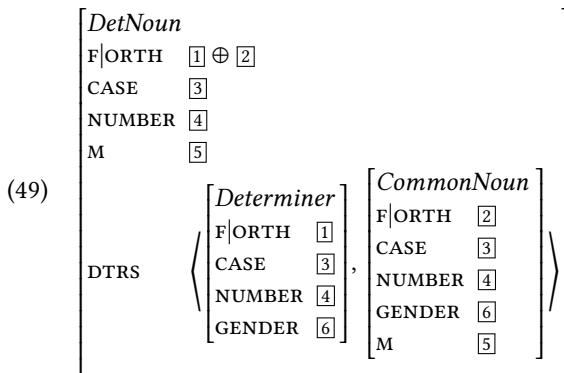 DetNoun
F|ORTH 1 ⊕ 2
CASE 3
NUMBER 4
M 5
(49)
DTRS ⟨ [Determiner F|ORTH 1 CASE 3 NUMBER 4 GENDER 6], [CommonNoun F|ORTH 2 CASE 3 NUMBER 4 GENDER 6 M 5] ⟩